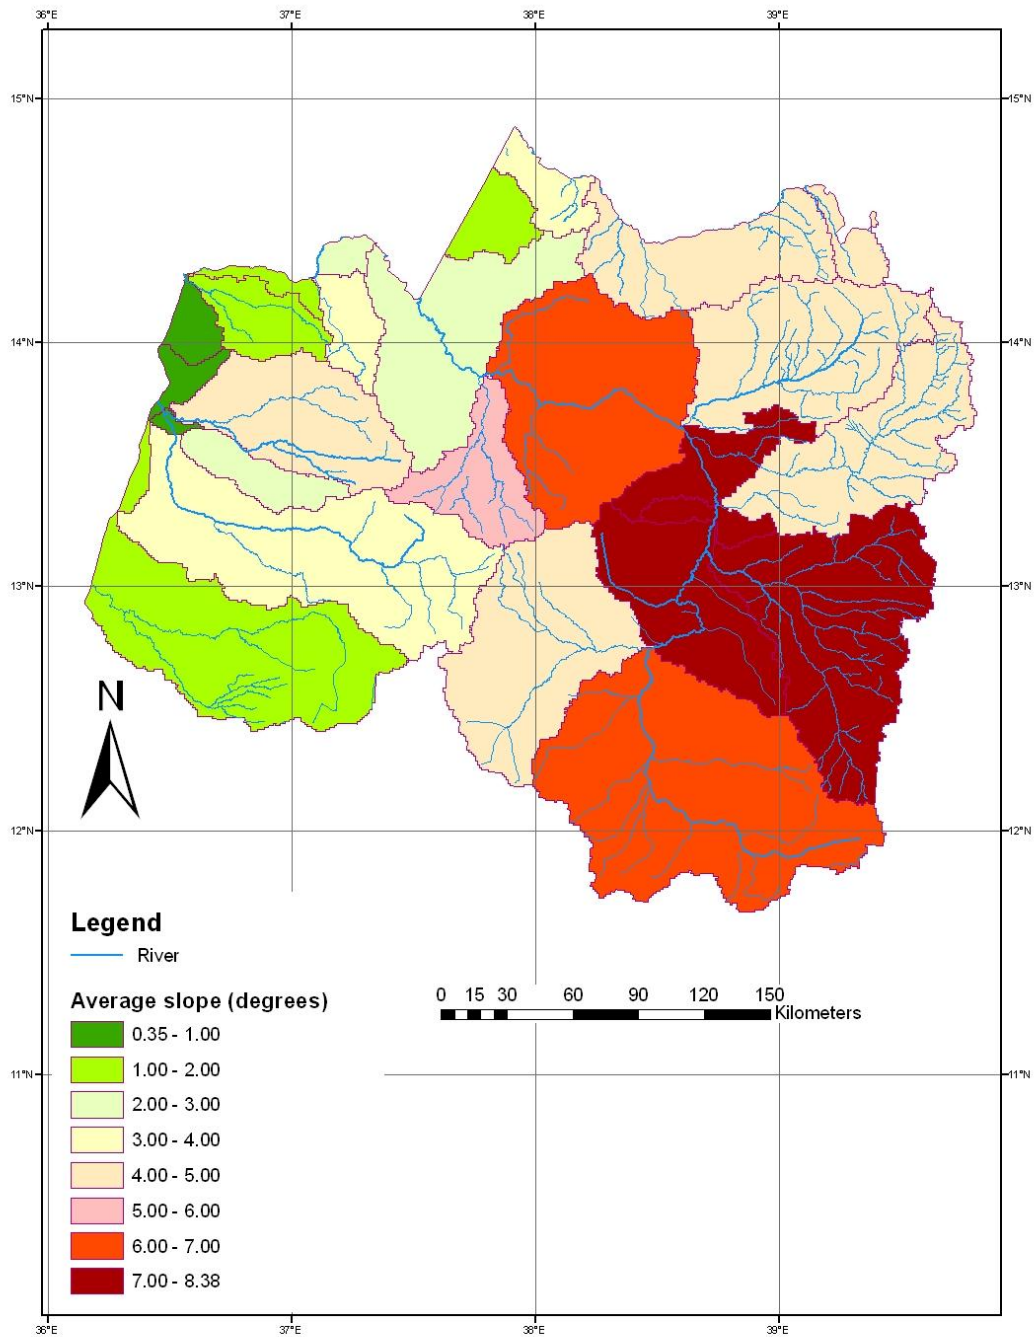 36°E 37°E 38°E 39°E
15°N 15°N
14°N 14°N
13°N 13°N
N
12°N 12°N
Legend
River
0 15 30 60 90 120 150
Kilometers
Average slope (degrees)
0.35 - 1.00
1.00 - 2.00
11°N 11°N
2.00 - 3.00
3.00 - 4.00
4.00 - 5.00
5.00 - 6.00
6.00 - 7.00
7.00 - 8.38
36°E 37°E 38°E 39°E